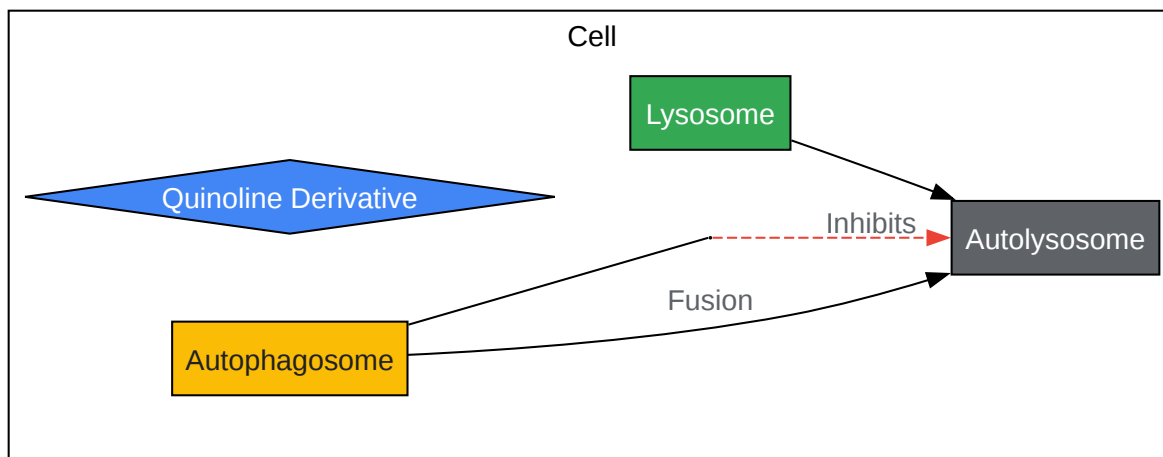 Cell
Lysosome
Quinoline Derivative
Inhibits
Autolysosome
Fusion
Autophagosome